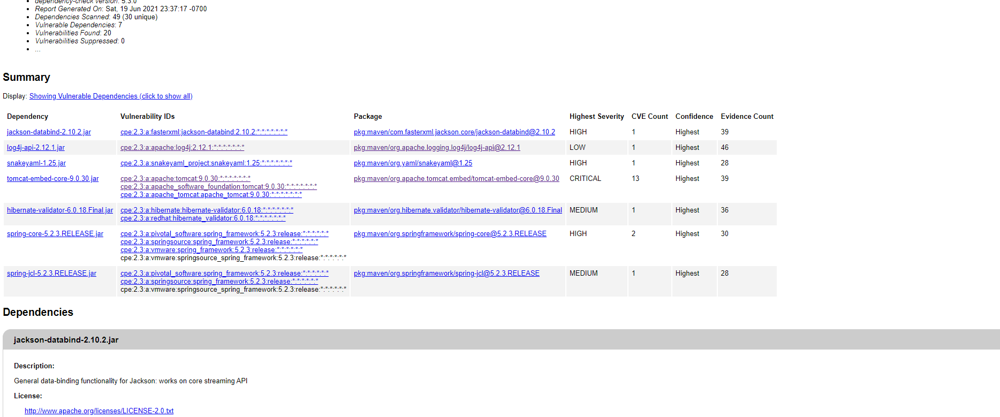 dependency-check version: 5.3.0
Report Generated On: Sat, 19 Jun 2021 23:37:17 -0700
Dependencies Scanned: 49 (30 unique)
Vulnerable Dependencies: 7
Vulnerabilities Found: 20
Vulnerabilities Suppressed: 0
...
Summary
Display: Showing Vulnerable Dependencies (click to show all)
Dependency Vulnerability IDs Package Highest Severity CVE Count Confidence Evidence Count
jackson-databind-2.10.2.jar cpe:2.3:a:fasterxml:jackson-databind:2.10.2:*:*:*:*:*:*:* pkg:maven/com.fasterxml.jackson.core/jackson-databind@2.10.2 HIGH 1 Highest 39
log4j-api-2.12.1.jar cpe:2.3:a:apache:log4j:2.12.1:*:*:*:*:*:*:* pkg:maven/org.apache.logging.log4j/log4j-api@2.12.1 LOW 1 Highest 46
snakeyaml-1.25.jar cpe:2.3:a:snakeyaml_project:snakeyaml:1.25:*:*:*:*:*:*:* pkg:maven/org.yaml/snakeyaml@1.25 HIGH 1 Highest 28
tomcat-embed-core-9.0.30.jar cpe:2.3:a:apache:tomcat:9.0.30:*:*:*:*:*:*:* pkg:maven/org.apache.tomcat.embed/tomcat-embed-core@9.0.30 CRITICAL 13 Highest 39
cpe:2.3:a:apache_software_foundation:tomcat:9.0.30:*:*:*:*:*:*:*
cpe:2.3:a:apache_tomcat:apache_tomcat:9.0.30:*:*:*:*:*:*:*
hibernate-validator-6.0.18.Final.jar cpe:2.3:a:hibernate:hibernate-validator:6.0.18:*:*:*:*:*:*:* pkg:maven/org.hibernate.validator/hibernate-validator@6.0.18.Final MEDIUM 1 Highest 36
cpe:2.3:a:redhat:hibernate_validator:6.0.18:*:*:*:*:*:*:*
spring-core-5.2.3.RELEASE.jar cpe:2.3:a:pivotal_software:spring_framework:5.2.3:release:*:*:*:*:*:* pkg:maven/org.springframework/spring-core@5.2.3.RELEASE HIGH 2 Highest 30
cpe:2.3:a:springsource:spring_framework:5.2.3:release:*:*:*:*:*:*
cpe:2.3:a:vmware:spring_framework:5.2.3:release:*:*:*:*:*:*
cpe:2.3:a:vmware:springsource_spring_framework:5.2.3:release:*:*:*:*:*:*
spring-jcl-5.2.3.RELEASE.jar cpe:2.3:a:pivotal_software:spring_framework:5.2.3:release:*:*:*:*:*:* pkg:maven/org.springframework/spring-jcl@5.2.3.RELEASE MEDIUM 1 Highest 28
cpe:2.3:a:springsource:spring_framework:5.2.3:release:*:*:*:*:*:*
cpe:2.3:a:vmware:springsource_spring_framework:5.2.3:release:*:*:*:*:*:*
Dependencies
jackson-databind-2.10.2.jar
Description:
General data-binding functionality for Jackson: works on core streaming API
License:
http://www.apache.org/licenses/LICENSE-2.0.txt